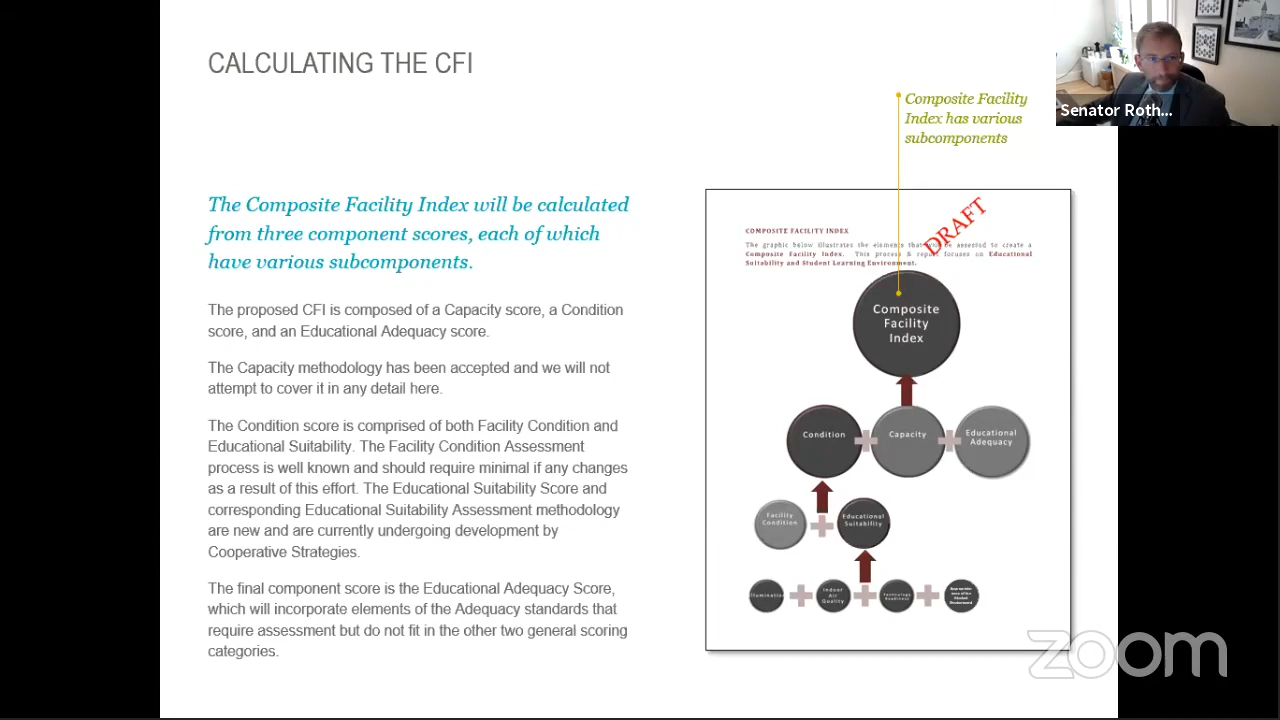 CALCULATING THE CFI
Composite Facility
Index has various
subcomponents
Senator Roth...
The Composite Facility Index will be calculated
from three component scores, each of which
have various subcomponents.
The proposed CFI is composed of a Capacity score, a Condition
score, and an Educational Adequacy score.
The Capacity methodology has been accepted and we will not
attempt to cover it in any detail here.
The Condition score is comprised of both Facility Condition and
Educational Suitability. The Facility Condition Assessment
process is well known and should require minimal if any changes
as a result of this effort. The Educational Suitability Score and
corresponding Educational Suitability Assessment methodology
are new and are currently undergoing development by
Cooperative Strategies.
The final component score is the Educational Adequacy Score,
which will incorporate elements of the Adequacy standards that
require assessment but do not fit in the other two general scoring
categories.
DRAFT
COMPOSITE FACILITY INDEX
The graphic below illustrates the elements that will be assessed to create a
Composite Facility Index. This process & report focuses on Educational
Suitability and Student Learning Environment.
Composite
Facility
Index
Condition
Capacity
Educational
Adequacy
Facility
Condition
Educational
Suitability
Illumination
Indoor
Air
Quality
Technology
Readiness
zoom